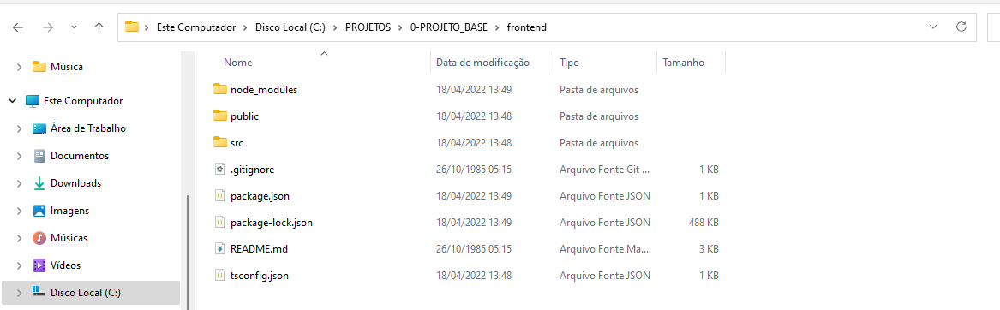 Este Computador > Disco Local (C:) > PROJETOS > 0-PROJETO_BASE > frontend
Música
Este Computador
Área de Trabalho
Documentos
Downloads
Imagens
Músicas
Vídeos
Disco Local (C:)
Nome Data de modificação Tipo Tamanho
node_modules 18/04/2022 13:49 Pasta de arquivos
public 18/04/2022 13:48 Pasta de arquivos
src 18/04/2022 13:48 Pasta de arquivos
.gitignore 26/10/1985 05:15 Arquivo Fonte Git ... 1 KB
package.json 18/04/2022 13:49 Arquivo Fonte JSON 1 KB
package-lock.json 18/04/2022 13:49 Arquivo Fonte JSON 488 KB
README.md 26/10/1985 05:15 Arquivo Fonte Ma... 3 KB
tsconfig.json 18/04/2022 13:48 Arquivo Fonte JSON 1 KB